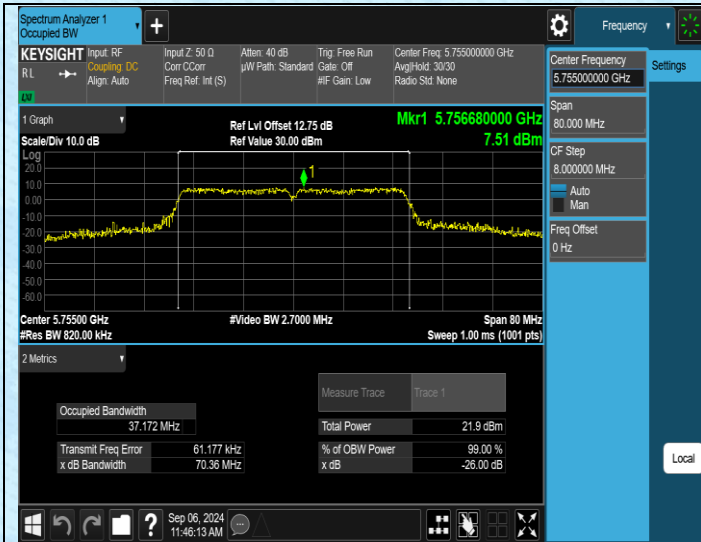 Spectrum Analyzer 1
Occupied BW
Frequency
KEYSIGHT
RL
LU
Input: RF
Coupling: DC
Align: Auto
Input Z: 50 Ω
Corr CCorr
Freq Ref: Int (S)
Atten: 40 dB
µW Path: Standard
Trig: Free Run
Gate: Off
#IF Gain: Low
Center Freq: 5.755000000 GHz
Avg|Hold: 30/30
Radio Std: None
Center Frequency
5.755000000 GHz
Settings
Span
80.000 MHz
CF Step
8.000000 MHz
Auto
Man
Freq Offset
0 Hz
1 Graph
Scale/Div 10.0 dB
Ref Lvl Offset 12.75 dB
Ref Value 30.00 dBm
Mkr1 5.756680000 GHz
7.51 dBm
Log
20.0
10.0
0.00
-10.0
-20.0
-30.0
-40.0
-50.0
-60.0
1
Center 5.75500 GHz
#Res BW 820.00 kHz
#Video BW 2.7000 MHz
Span 80 MHz
Sweep 1.00 ms (1001 pts)
2 Metrics
Measure Trace Trace 1
Occupied Bandwidth
37.172 MHz
Total Power 21.9 dBm
Transmit Freq Error 61.177 kHz
% of OBW Power 99.00 %
x dB Bandwidth 70.36 MHz
x dB -26.00 dB
Local
Sep 06, 2024
11:46:13 AM